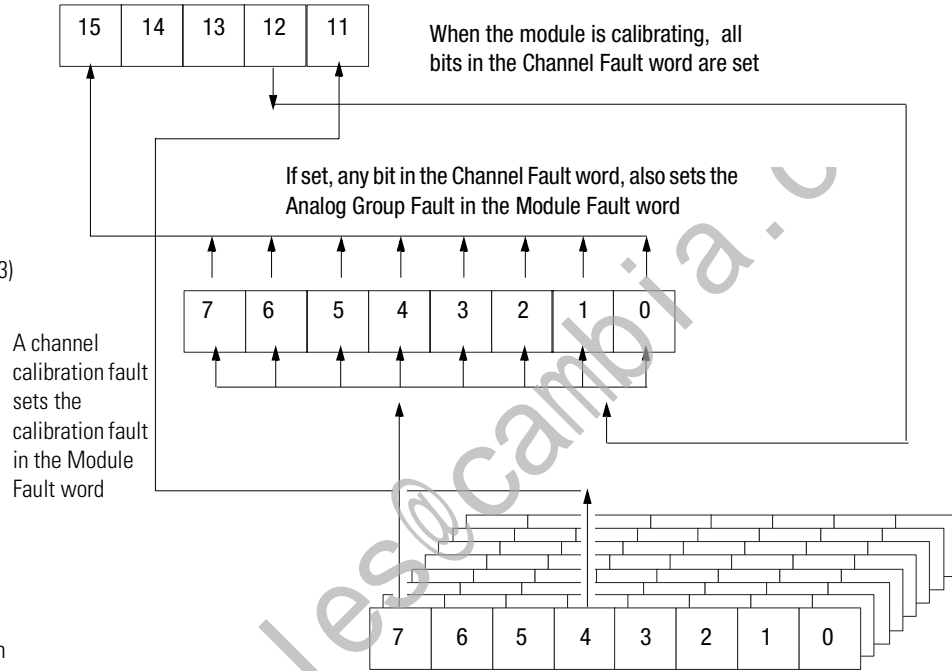 15 14 13 12 11
When the module is calibrating, all
bits in the Channel Fault word are set
If set, any bit in the Channel Fault word, also sets the
Analog Group Fault in the Module Fault word
3)
7 6 5 4 3 2 1 0
A channel
calibration fault
sets the
calibration fault
in the Module
Fault word
les@cambia.
7 6 5 4 3 2 1 0